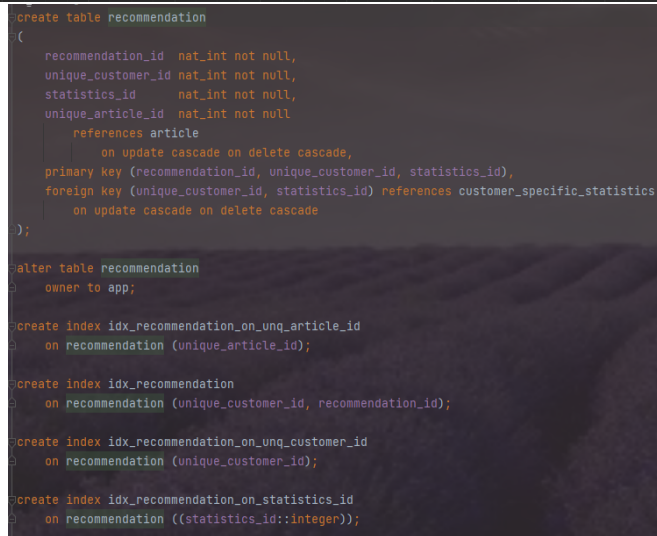 create table recommendation
(
    recommendation_id  nat_int not null,
    unique_customer_id nat_int not null,
    statistics_id      nat_int not null,
    unique_article_id  nat_int not null
        references article
            on update cascade on delete cascade,
    primary key (recommendation_id, unique_customer_id, statistics_id),
    foreign key (unique_customer_id, statistics_id) references customer_specific_statistics
        on update cascade on delete cascade
);
alter table recommendation
    owner to app;
create index idx_recommendation_on_unq_article_id
    on recommendation (unique_article_id);
create index idx_recommendation
    on recommendation (unique_customer_id, recommendation_id);
create index idx_recommendation_on_unq_customer_id
    on recommendation (unique_customer_id);
create index idx_recommendation_on_statistics_id
    on recommendation ((statistics_id::integer));